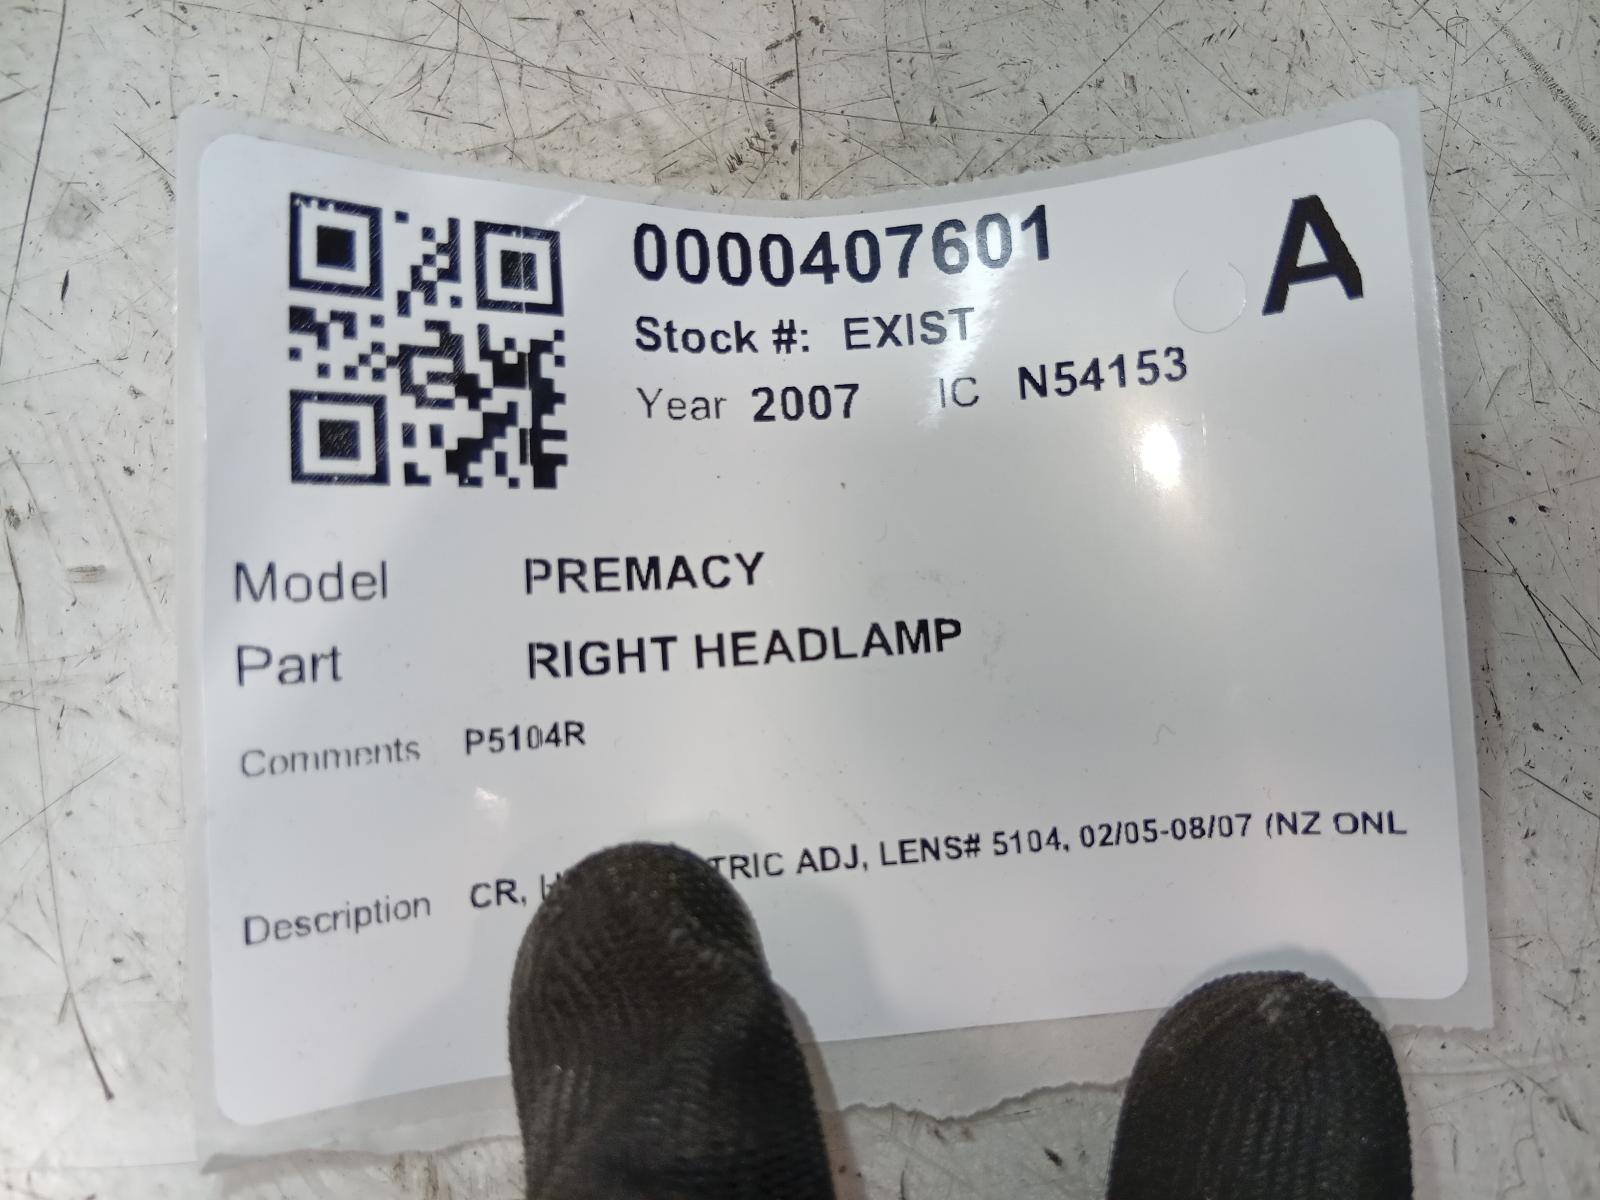 0000407601
A
Stock #: EXIST
Year 2007 IC N54153
Model PREMACY
Part RIGHT HEADLAMP
Comments P5104R
Description CR, ADJ, LENS# 5104, 02/05-08/07 (NZ ONL